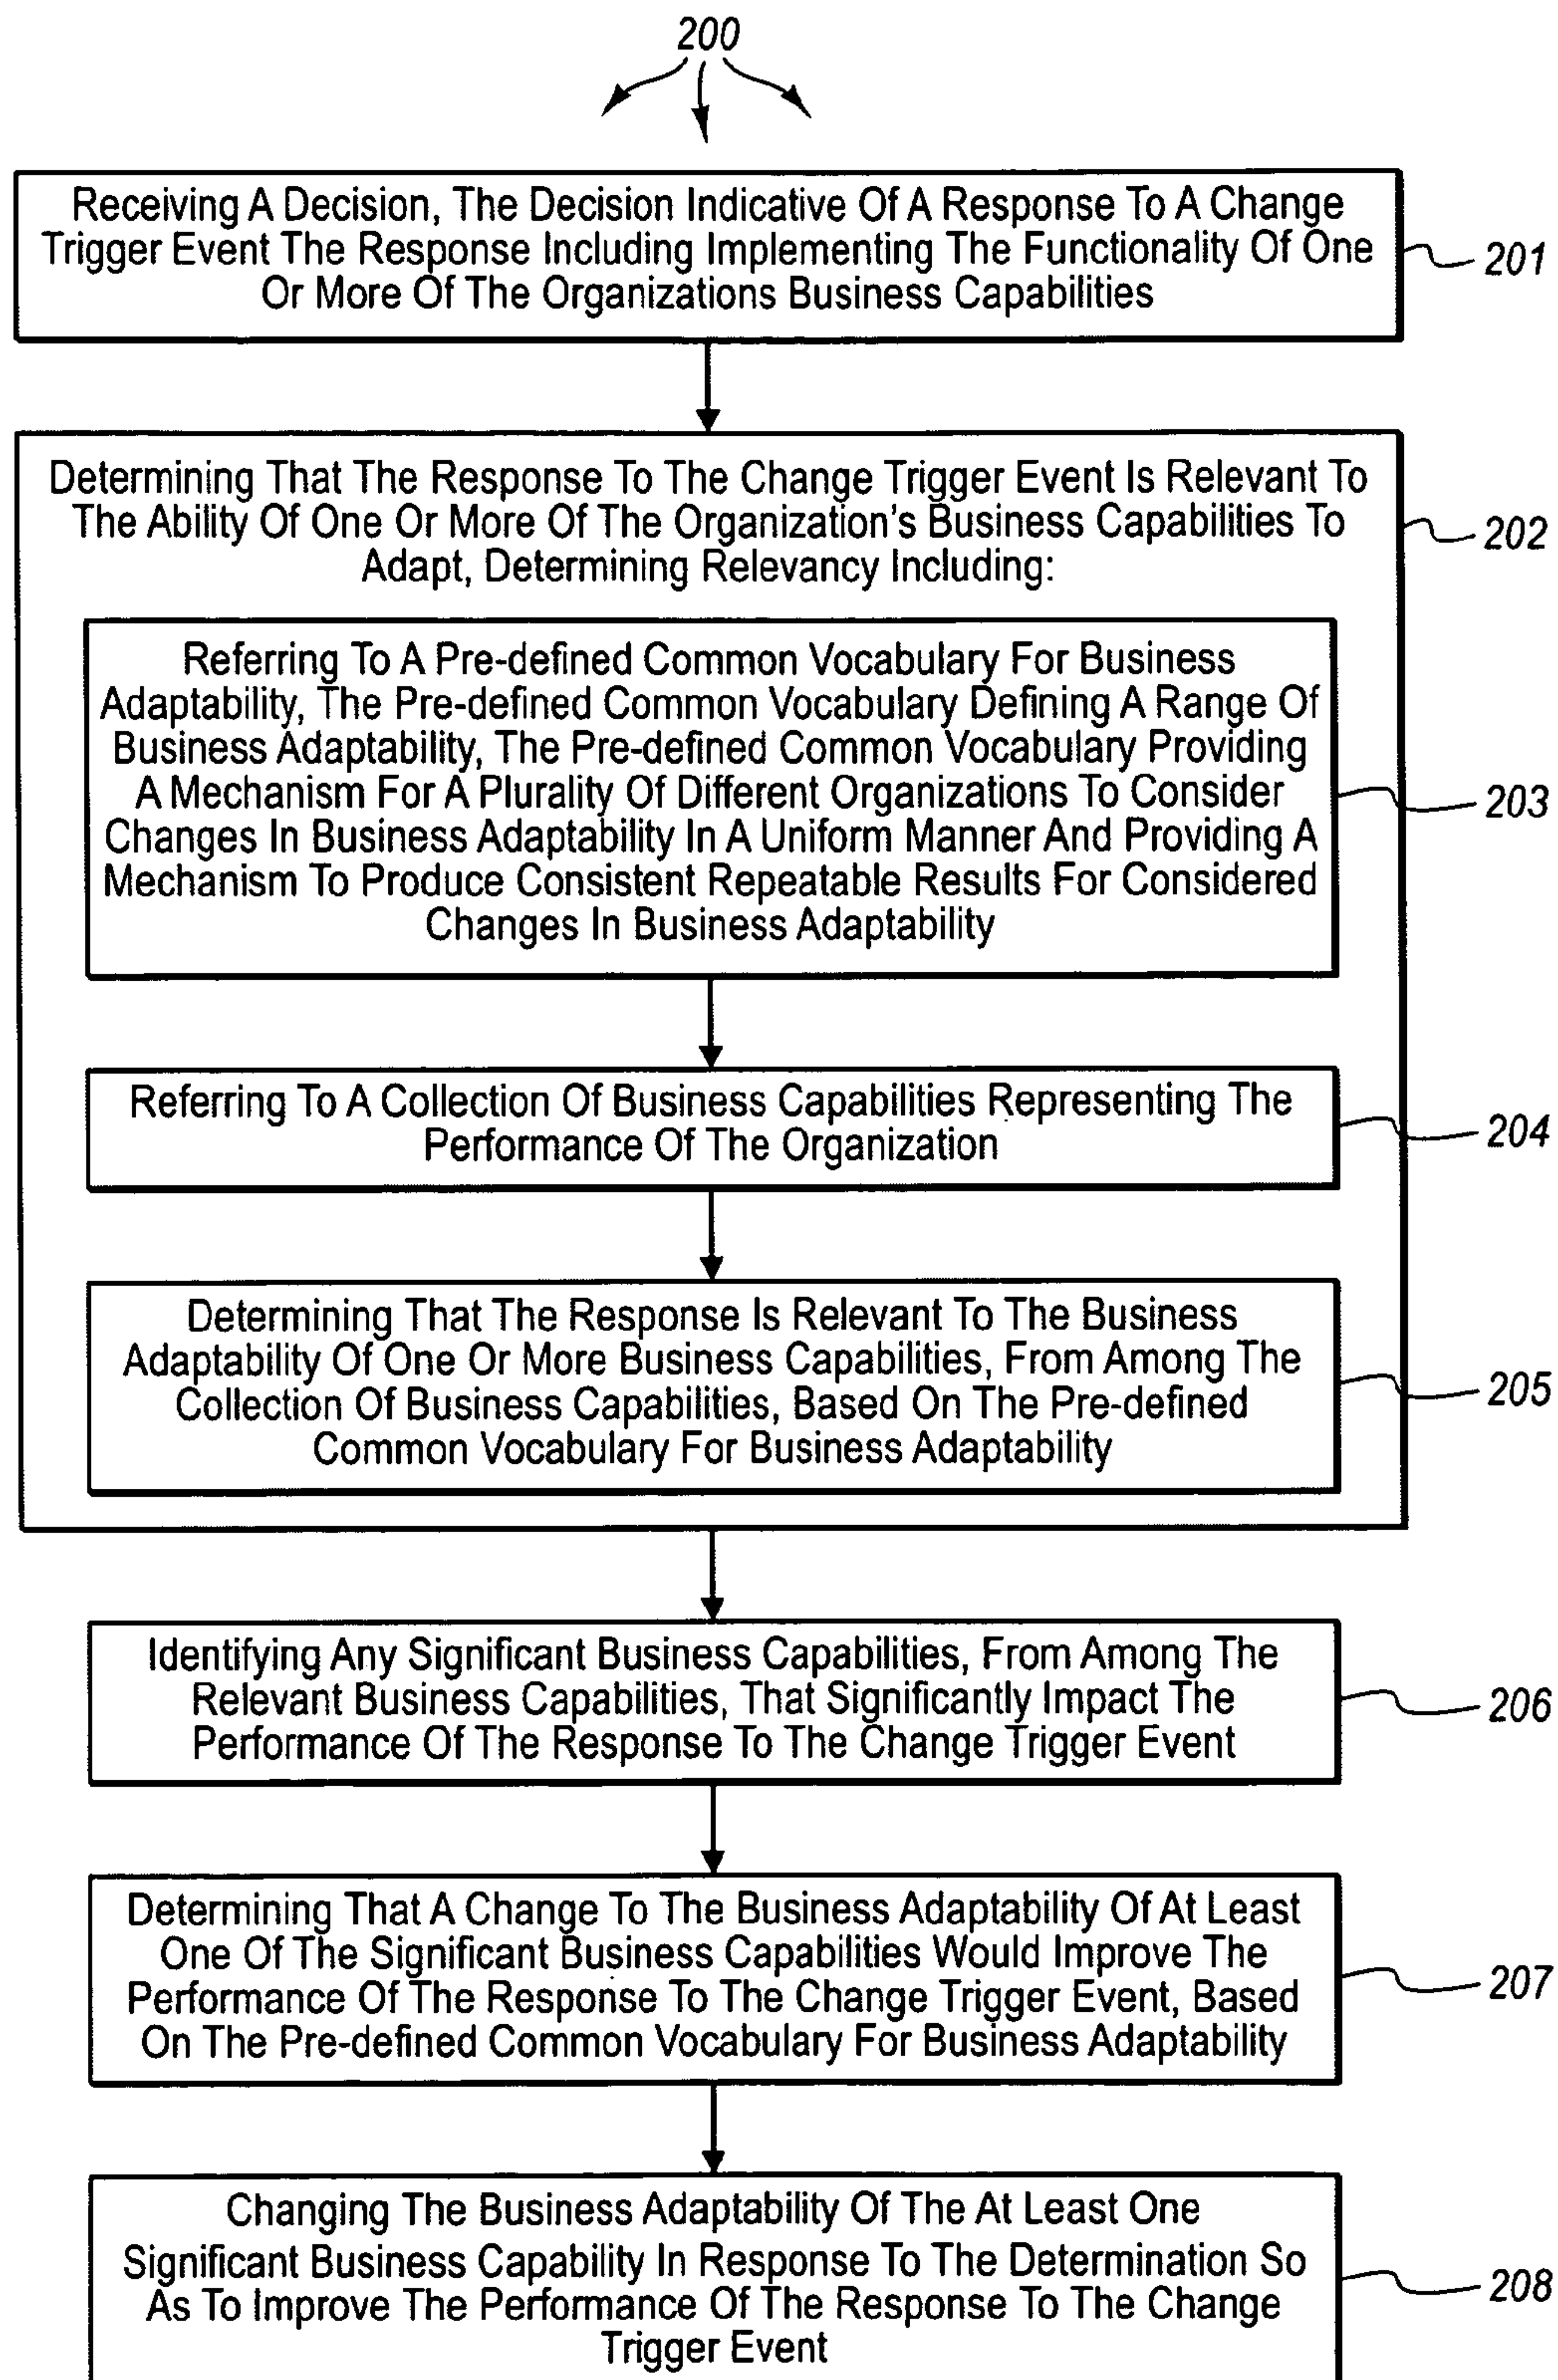 200
Receiving A Decision, The Decision Indicative Of A Response To A Change
Trigger Event The Response Including Implementing The Functionality Of One
Or More Of The Organizations Business Capabilities
201
Determining That The Response To The Change Trigger Event Is Relevant To
The Ability Of One Or More Of The Organization's Business Capabilities To
Adapt, Determining Relevancy Including:
202
Referring To A Pre-defined Common Vocabulary For Business
Adaptability, The Pre-defined Common Vocabulary Defining A Range Of
Business Adaptability, The Pre-defined Common Vocabulary Providing
A Mechanism For A Plurality Of Different Organizations To Consider
Changes In Business Adaptability In A Uniform Manner And Providing A
Mechanism To Produce Consistent Repeatable Results For Considered
Changes In Business Adaptability
203
Referring To A Collection Of Business Capabilities Representing The
Performance Of The Organization
204
Determining That The Response Is Relevant To The Business
Adaptability Of One Or More Business Capabilities, From Among The
Collection Of Business Capabilities, Based On The Pre-defined
Common Vocabulary For Business Adaptability
205
Identifying Any Significant Business Capabilities, From Among The
Relevant Business Capabilities, That Significantly Impact The
Performance Of The Response To The Change Trigger Event
206
Determining That A Change To The Business Adaptability Of At Least
One Of The Significant Business Capabilities Would Improve The
Performance Of The Response To The Change Trigger Event, Based
On The Pre-defined Common Vocabulary For Business Adaptability
207
Changing The Business Adaptability Of The At Least One
Significant Business Capability In Response To The Determination So
As To Improve The Performance Of The Response To The Change
Trigger Event
208